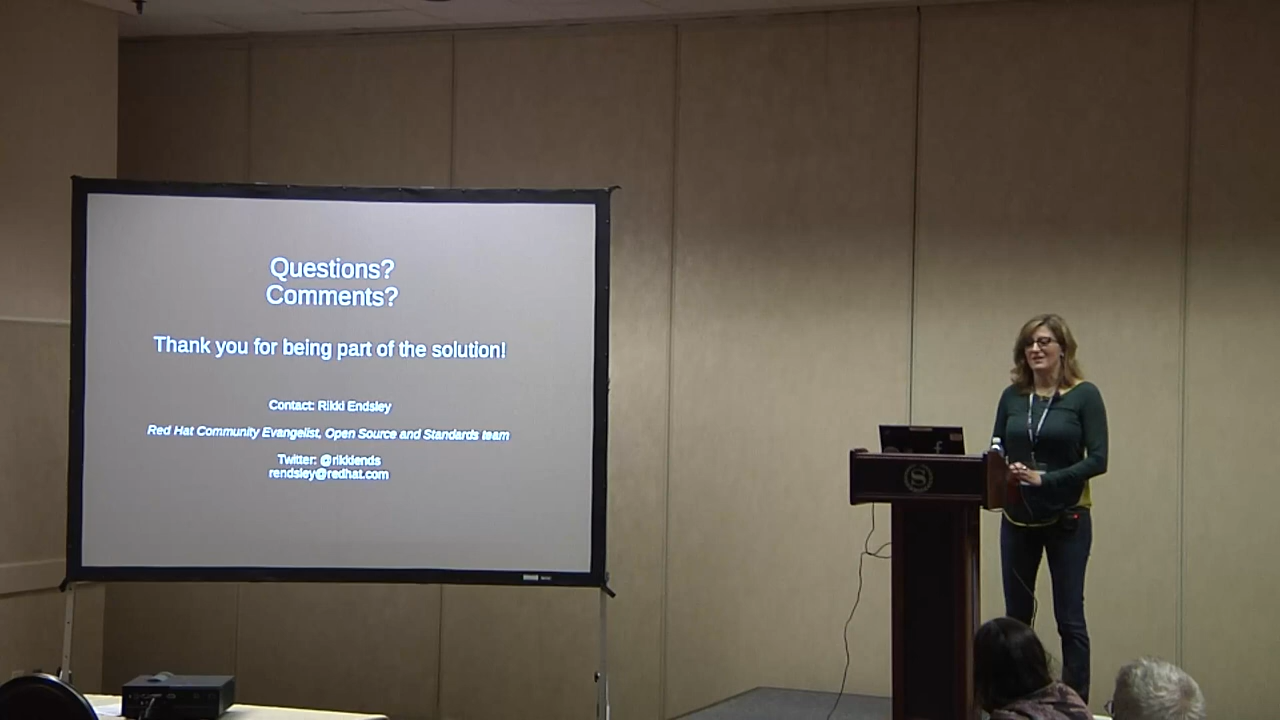 Questions?
Comments?
Thank you for being part of the solution!
Contact: Rikki Endsley
Red Hat Community Evangelist, Open Source and Standards team
Twitter: @rikkiends
rendsley@redhat.com
S
f